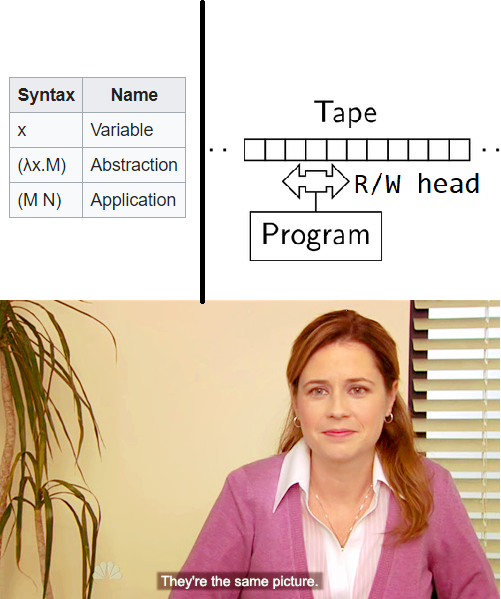 Syntax Name
x Variable
(λx.M) Abstraction
(M N) Application
Tape
R/W head
Program
They're the same picture.